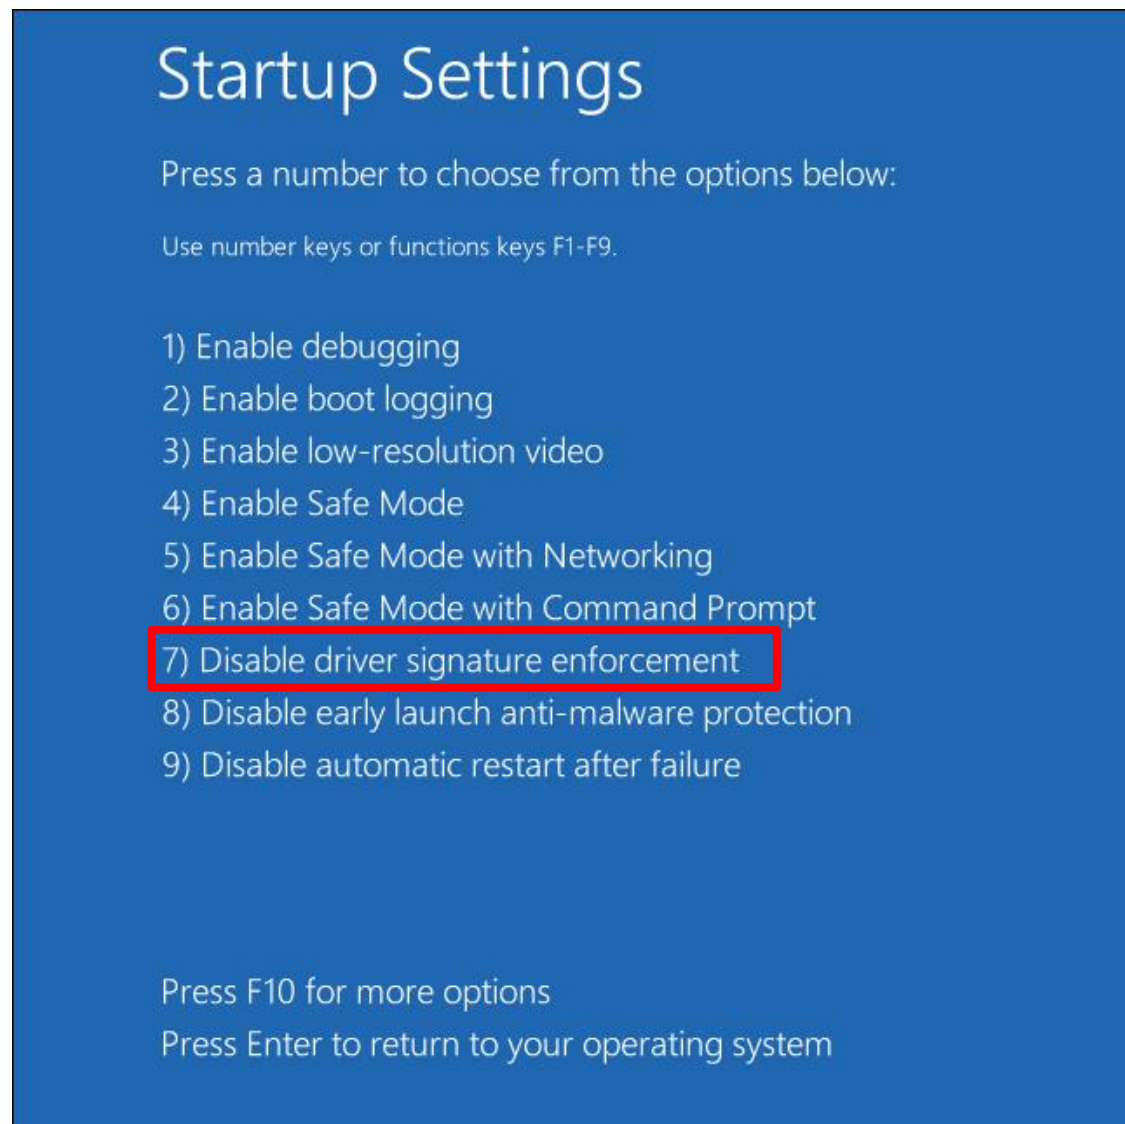 Startup Settings
Press a number to choose from the options below:
Use number keys or functions keys F1-F9.
1) Enable debugging
2) Enable boot logging
3) Enable low-resolution video
4) Enable Safe Mode
5) Enable Safe Mode with Networking
6) Enable Safe Mode with Command Prompt
7) Disable driver signature enforcement
8) Disable early launch anti-malware protection
9) Disable automatic restart after failure
Press F10 for more options
Press Enter to return to your operating system